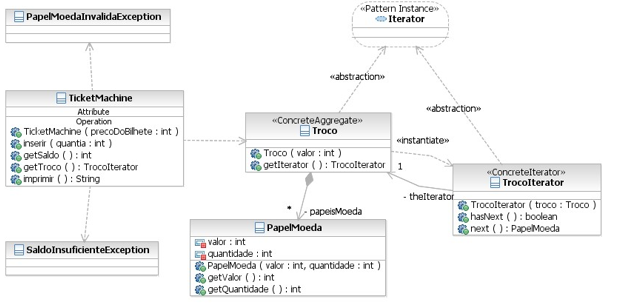 PapelMoedaInvalidaException
TicketMachine
Attribute
Operation
TicketMachine ( precoDoBilhete : int )
inserir ( quantia : int )
getSaldo ( ) : int
getTroco ( ) : TrocoIterator
imprimir ( ) : String
SaldoInsuficienteException
«Pattern Instance»
Iterator
«abstraction»
«abstraction»
«ConcreteAggregate»
Troco
Troco ( valor : int )
getIterator ( ) : TrocoIterator
«instantiate»
1
- theIterator
«ConcreteIterator»
TrocoIterator
TrocoIterator ( troco : Troco )
hasNext ( ) : boolean
next ( ) : PapelMoeda
*
- papeisMoeda
PapelMoeda
valor : int
quantidade : int
PapelMoeda ( valor : int, quantidade : int )
getValor ( ) : int
getQuantidade ( ) : int